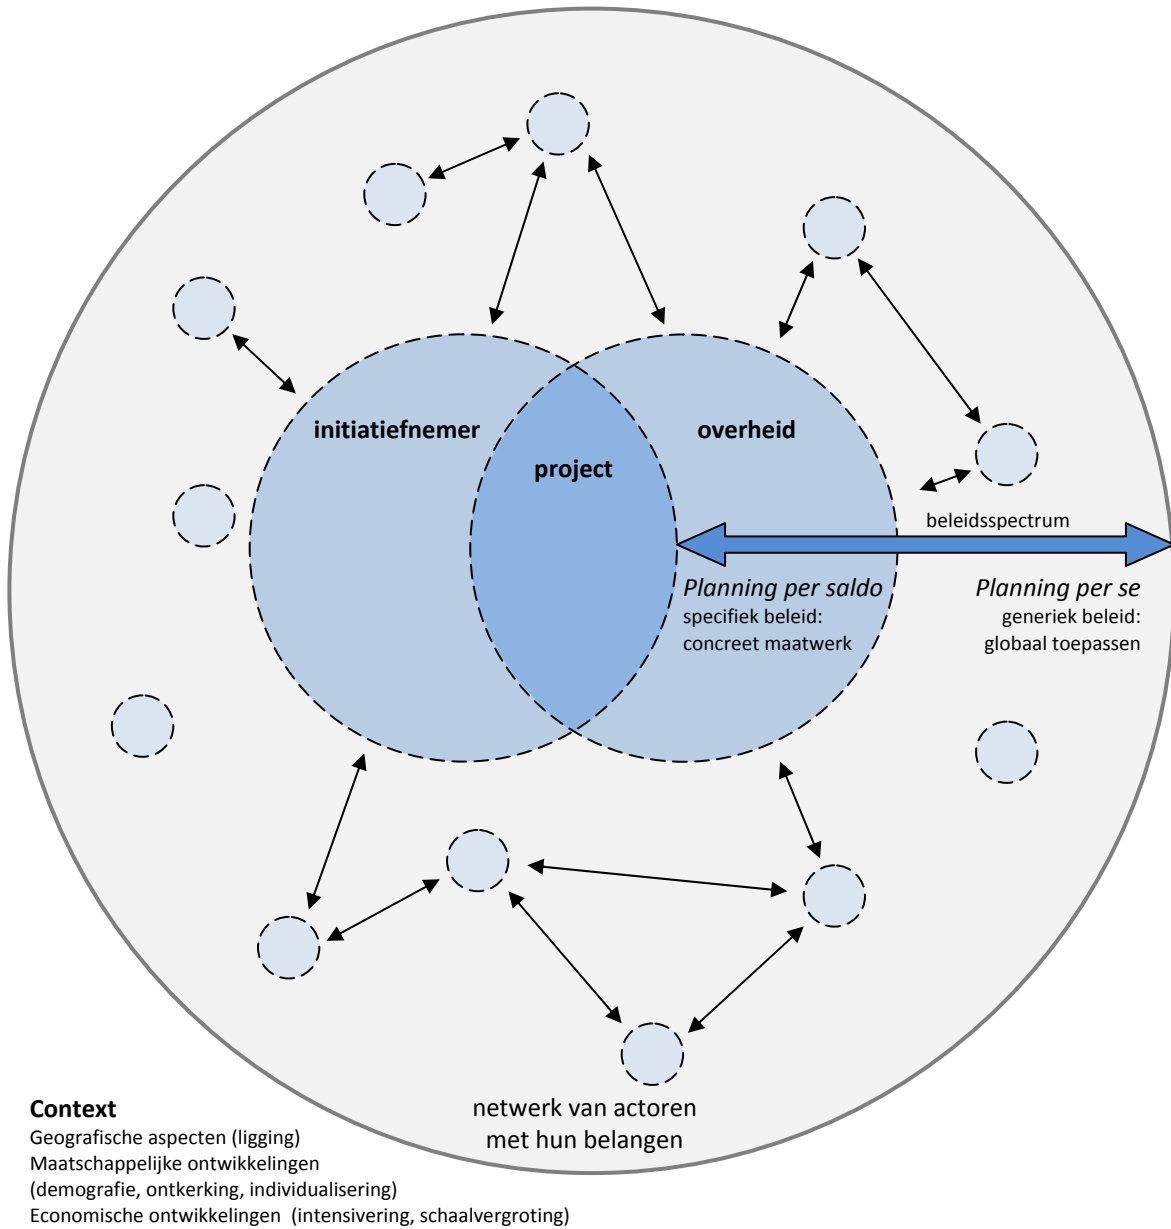 initiatiefnemer
overheid
project
beleidsspectrum
Planning per saldo
specifiek beleid:
concreet maatwerk
Planning per se
generiek beleid:
globaal toepassen
netwerk van actoren
met hun belangen
Context
Geografische aspecten (ligging)
Maatschappelijke ontwikkelingen
(demografie, ontkerking, individualisering)
Economische ontwikkelingen (intensivering, schaalvergroting)